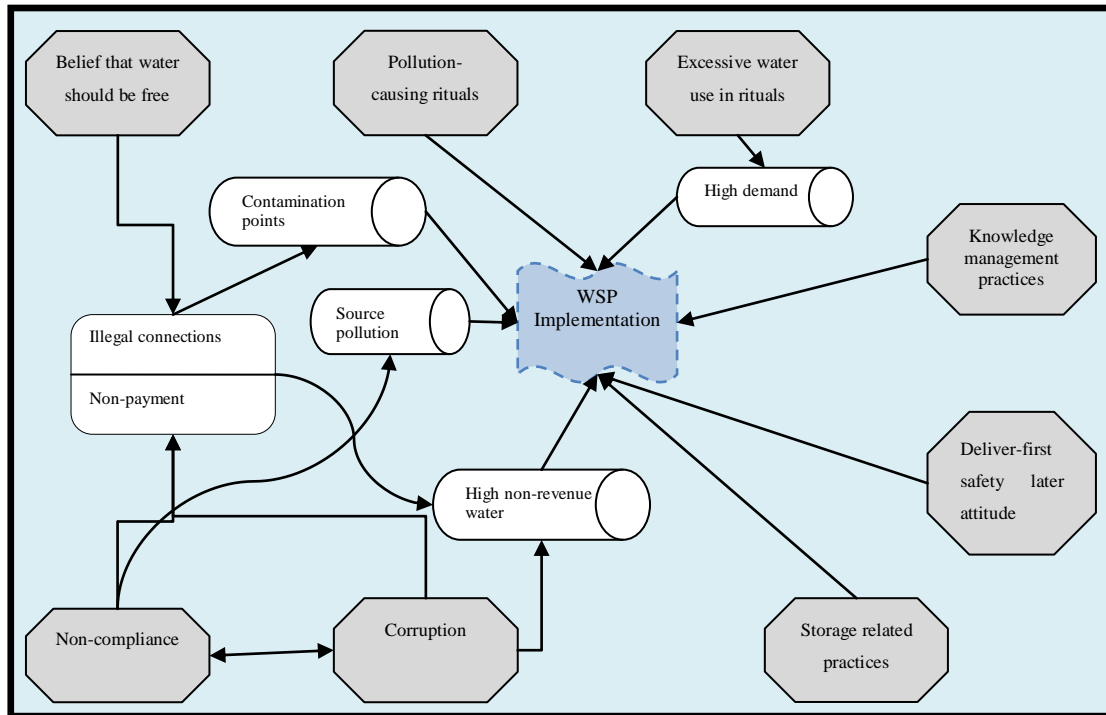 Belief that water
should be free
Pollution-
causing rituals
Excessive water
use in rituals
High demand
Contamination
points
Knowledge
management
practices
WSP
Implementation
Source
pollution
Illegal connections
Non-payment
Deliver-first
safety later
attitude
High non-revenue
water
Non-compliance
Corruption
Storage related
practices